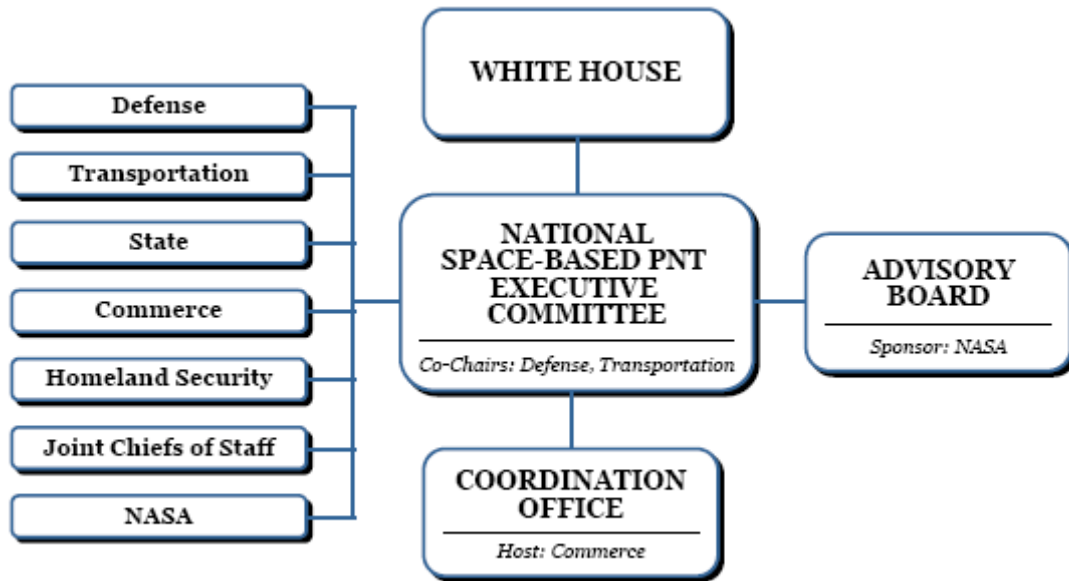 WHITE HOUSE
Defense
Transportation
State
Commerce
Homeland Security
Joint Chiefs of Staff
NASA
NATIONAL
SPACE-BASED PNT
EXECUTIVE
COMMITTEE
Co-Chairs: Defense, Transportation
ADVISORY
BOARD
Sponsor: NASA
COORDINATION
OFFICE
Host: Commerce